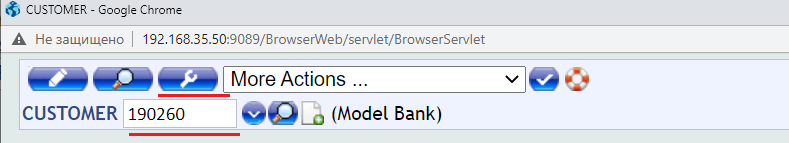 CUSTOMER - Google Chrome
Не защищено 192.168.35.50:9089/BrowserWeb/servlet/BrowserServlet
More Actions ...
CUSTOMER 190260 (Model Bank)